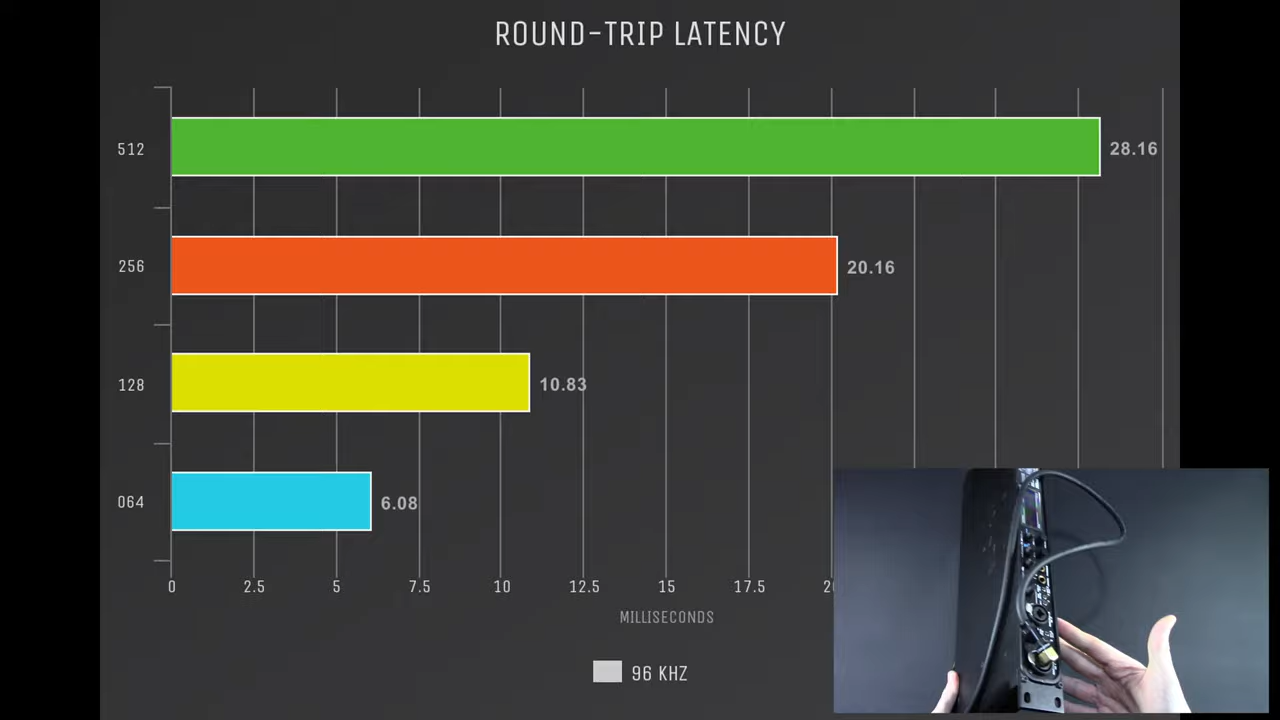 ROUND-TRIP LATENCY
512
28.16
256
20.16
128
10.83
064
6.08
0 2.5 5 7.5 10 12.5 15 17.5
MILLISECONDS
96 KHZ